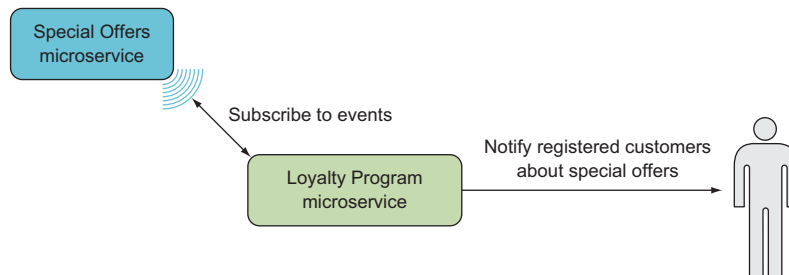 Special Offers
microservice
Subscribe to events
Notify registered customers
about special offers
Loyalty Program
microservice